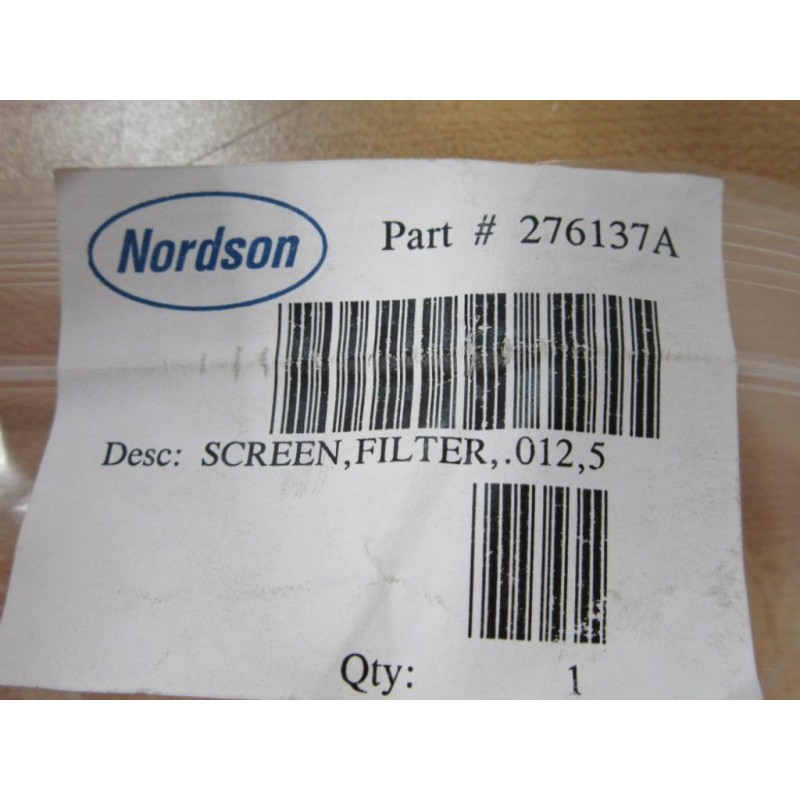 Nordson
Part # 276137A
Desc: SCREEN,FILTER,.012,5
Qty: 1